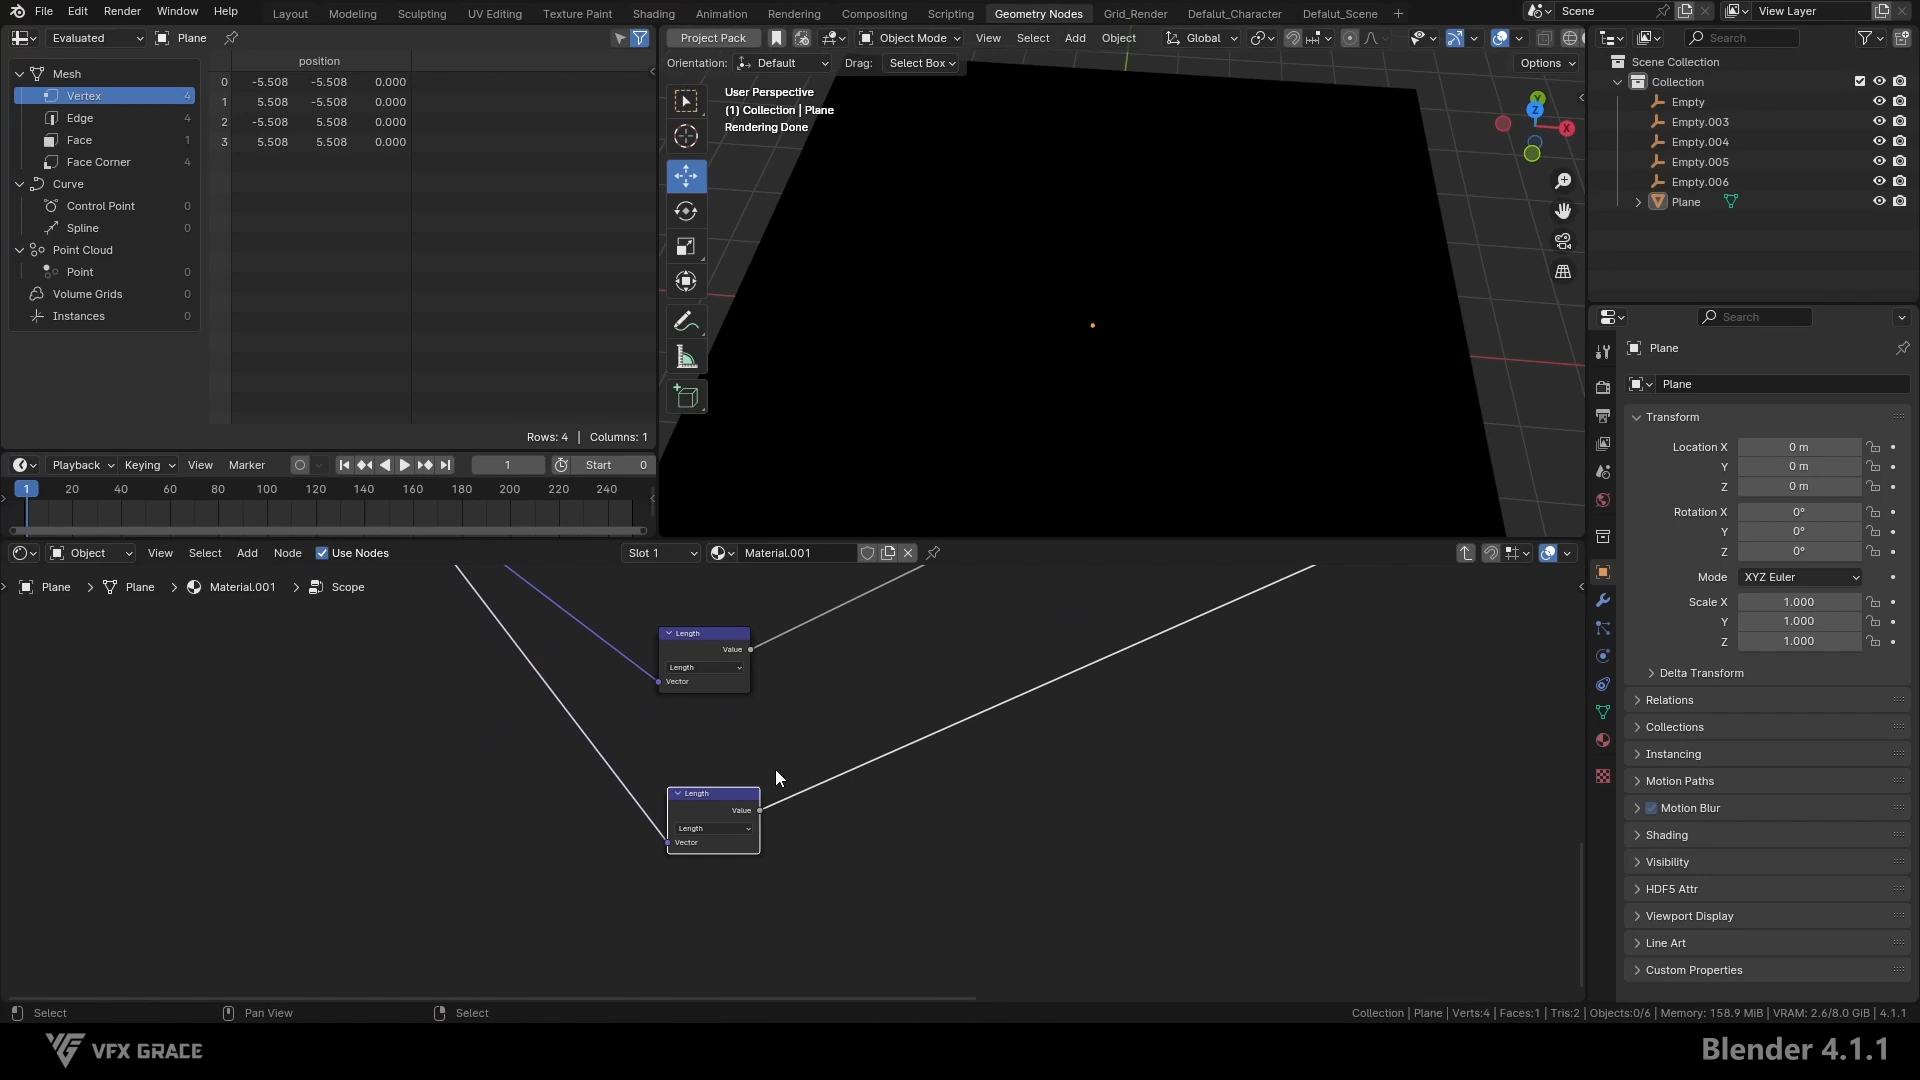 File Edit Render Window Help Layout Modeling Sculpting UV Editing Texture Paint Shading Animation Rendering Compositing Scripting Geometry Nodes Grid_Render Defalut_Character Defalut_Scene + Scene View Layer
Evaluated Plane
position
0 -5.508 -5.508 0.000
1 5.508 -5.508 0.000
2 -5.508 5.508 0.000
3 5.508 5.508 0.000
Mesh
Vertex 4
Edge 4
Face 1
Face Corner 4
Curve
Control Point 0
Spline 0
Point Cloud
Point 0
Volume Grids 0
Instances 0
Rows: 4 | Columns: 1
Project Pack Object Mode View Select Add Object Global
Orientation: Default Drag: Select Box Options
User Perspective
(1) Collection | Plane
Rendering Done
Y
Z
X
Search
Scene Collection
Collection
Empty
Empty.003
Empty.004
Empty.005
Empty.006
Plane
Playback Keying View Marker 1 Start 0
1 20 40 60 80 100 120 140 160 180 200 220 240
Object View Select Add Node Use Nodes Slot 1 Material.001
Plane Plane Material.001 Scope
Length
Value
Length
Vector
Length
Value
Length
Vector
Search
Plane
Plane
Transform
Location X 0 m
Y 0 m
Z 0 m
Rotation X 0°
Y 0°
Z 0°
Mode XYZ Euler
Scale X 1.000
Y 1.000
Z 1.000
Delta Transform
Relations
Collections
Instancing
Motion Paths
Motion Blur
Shading
Visibility
HDF5 Attr
Viewport Display
Line Art
Custom Properties
Select Pan View Select Collection | Plane | Verts:4 | Faces:1 | Tris:2 | Objects:0/6 | Memory: 158.9 MiB | VRAM: 2.6/8.0 GiB | 4.1.1
VFX GRACE Blender 4.1.1